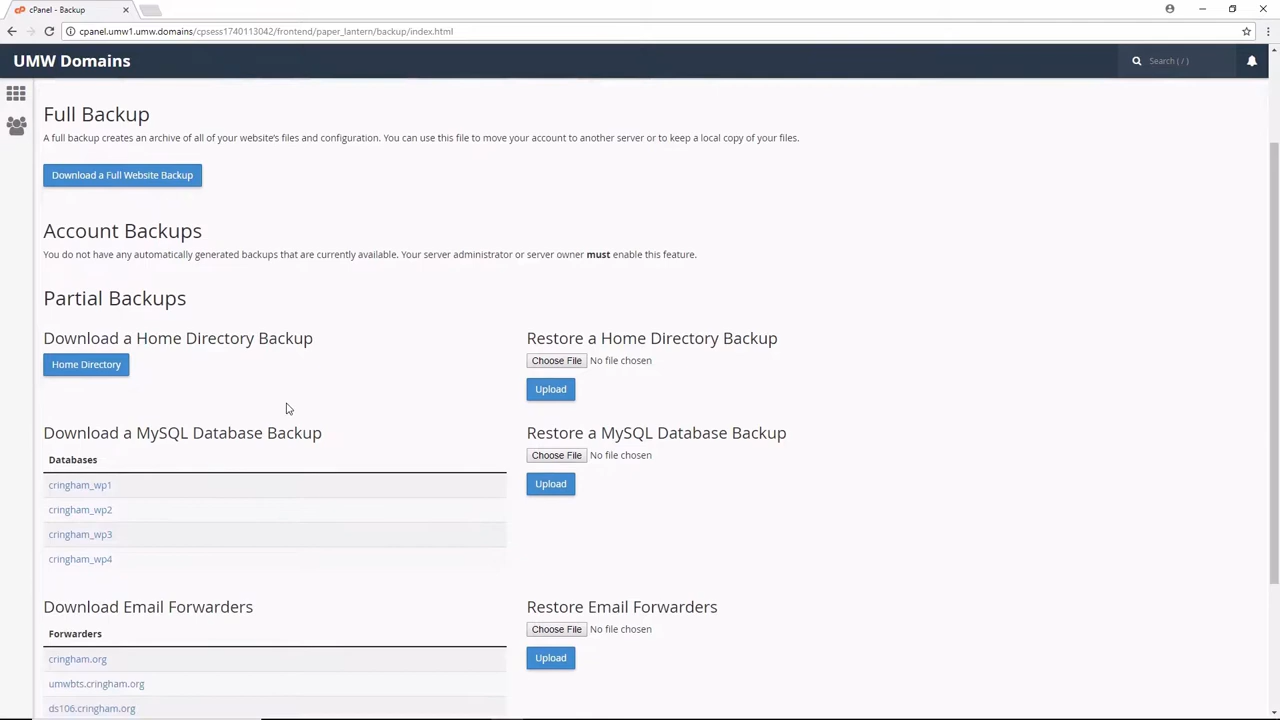 cPanel - Backup
cpanel.umw1.umw.domains/cpsess1740113042/frontend/paper_lantern/backup/index.html
UMW Domains
Search ( / )
Full Backup
A full backup creates an archive of all of your website's files and configuration. You can use this file to move your account to another server or to keep a local copy of your files.
Download a Full Website Backup
Account Backups
You do not have any automatically generated backups that are currently available. Your server administrator or server owner must enable this feature.
Partial Backups
Download a Home Directory Backup
Home Directory
Restore a Home Directory Backup
Choose File No file chosen
Upload
Download a MySQL Database Backup
Databases
cringham_wp1
cringham_wp2
cringham_wp3
cringham_wp4
Restore a MySQL Database Backup
Choose File No file chosen
Upload
Download Email Forwarders
Forwarders
cringham.org
umwbts.cringham.org
ds106.cringham.org
Restore Email Forwarders
Choose File No file chosen
Upload